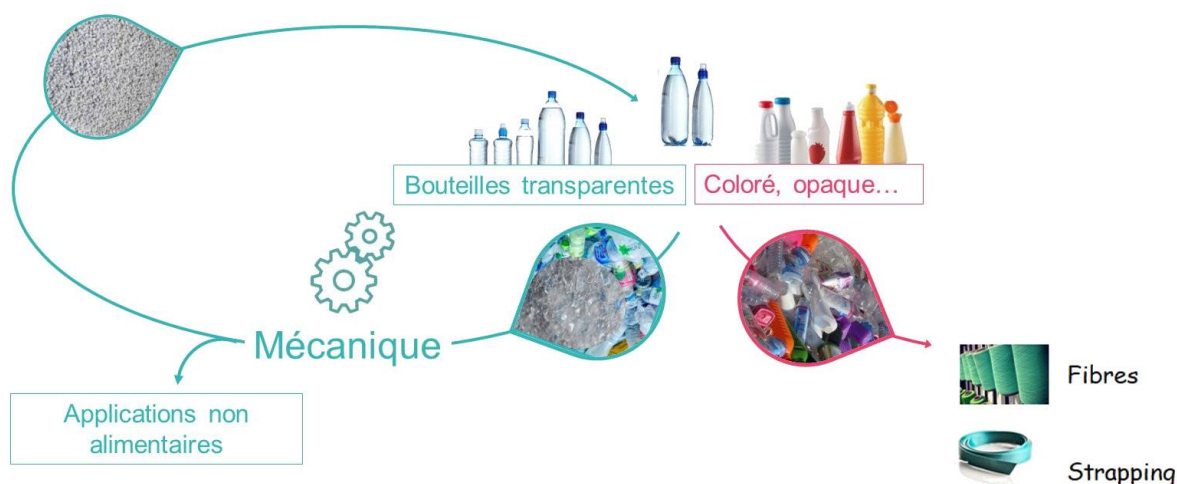 Bouteilles transparentes
Coloré, opaque...
Mécanique
Applications non
alimentaires
Fibres
Strapping